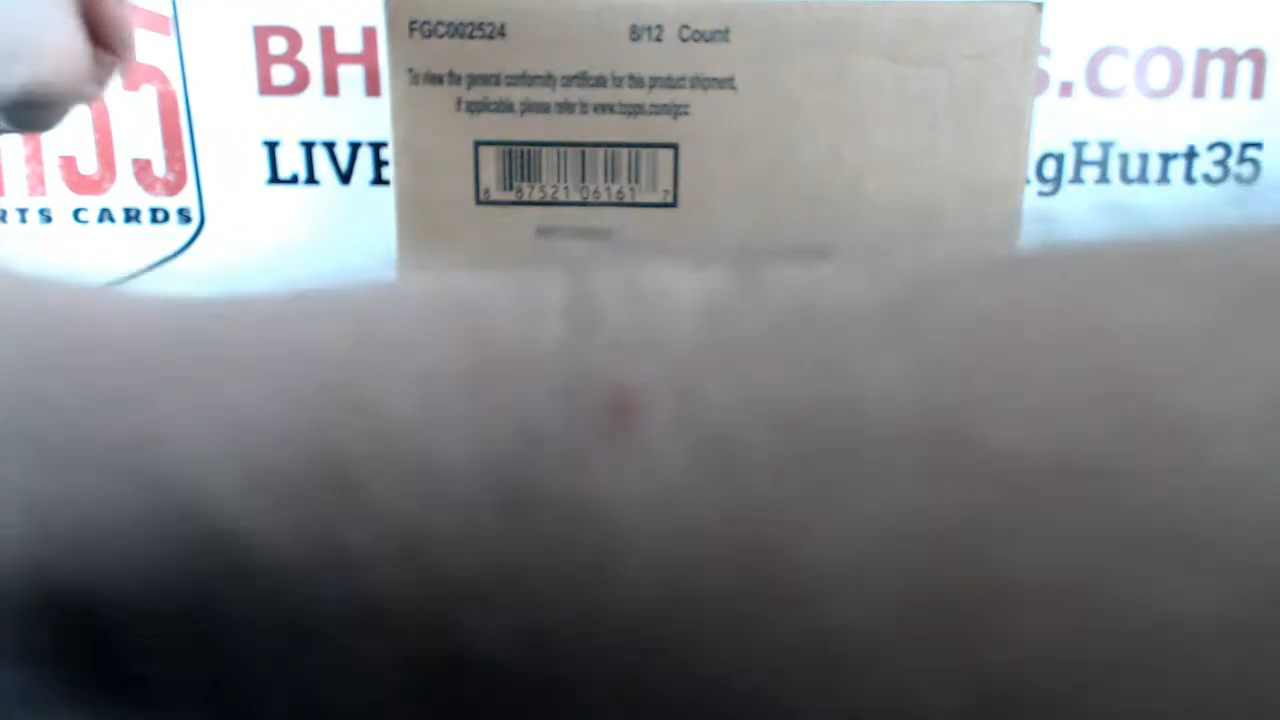 FGC002524 8/12 Count
To view the general conformity certificate for this product shipment,
if applicable, please refer to www.topps.com/gcc
8 87521 06161 7
BH
s.com
LIVE
gHurt35
35
RTS CARDS